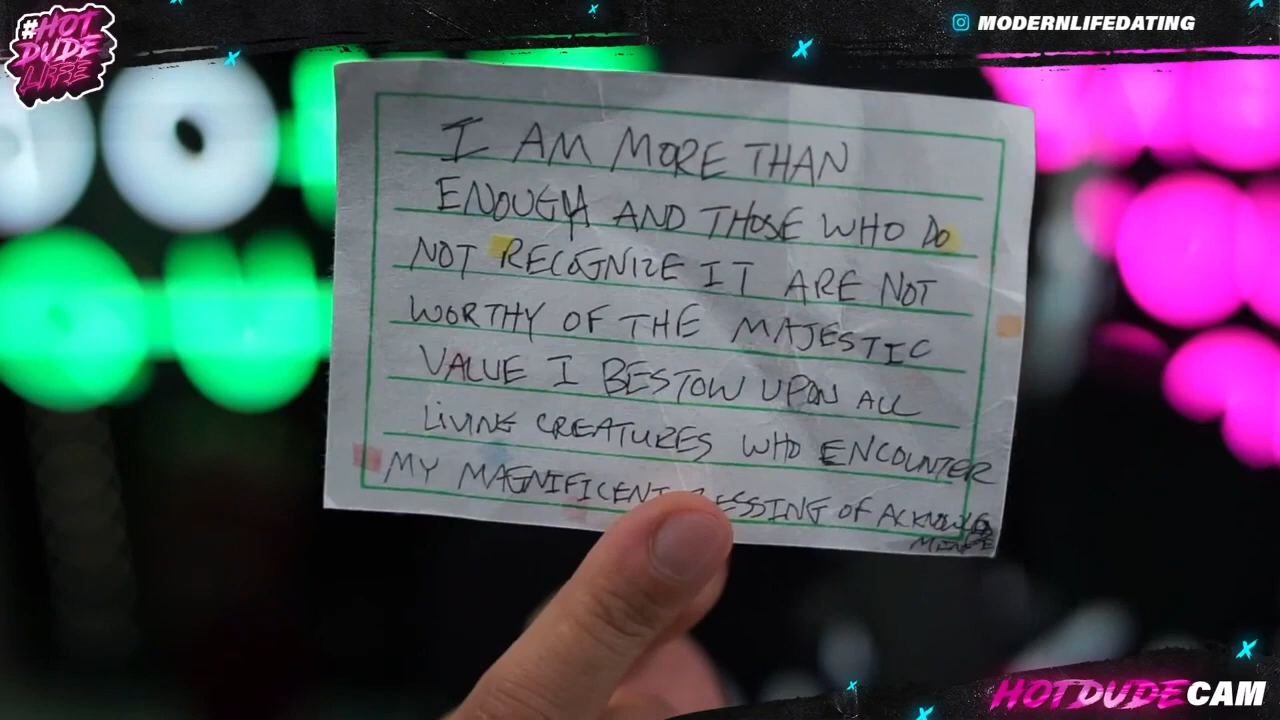 #HOT
DUDE
LIFE
MODERNLIFEDATING
I AM MORE THAN
ENOUGH AND THOSE WHO DO
NOT RECOGNIZE IT ARE NOT
WORTHY OF THE MAJESTIC
VALUE I BESTOW UPON ALL
LIVING CREATURES WHO ENCOUNTER
MY MAGNIFICENT OF
HOTDUDECAM